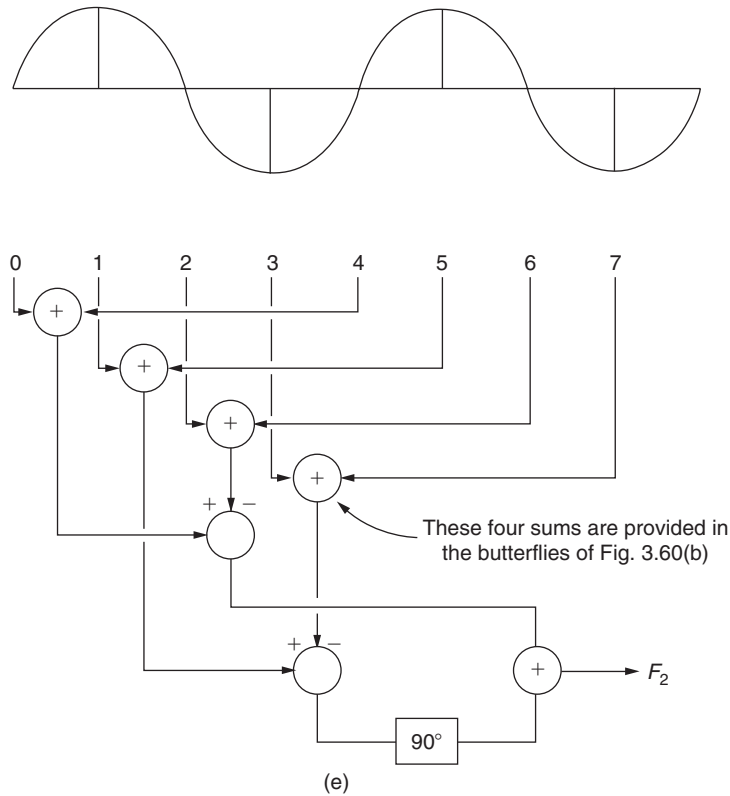 0 1 2 3 4 5 6 7
+
+
+
+
+ −
These four sums are provided in
the butterflies of Fig. 3.60(b)
+ −
+ F2
90°
(e)